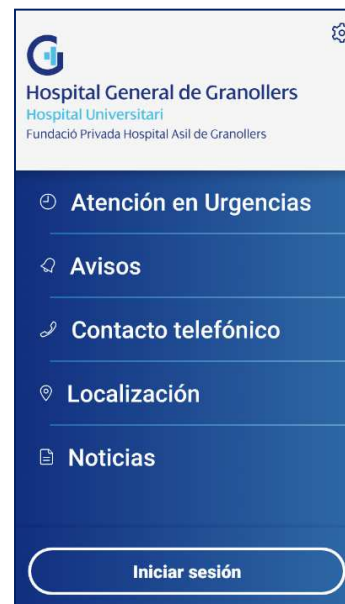 Hospital General de Granollers
Hospital Universitari
Fundació Privada Hospital Asil de Granollers
Atención en Urgencias
Avisos
Contacto telefónico
Localización
Noticias
Iniciar sesión